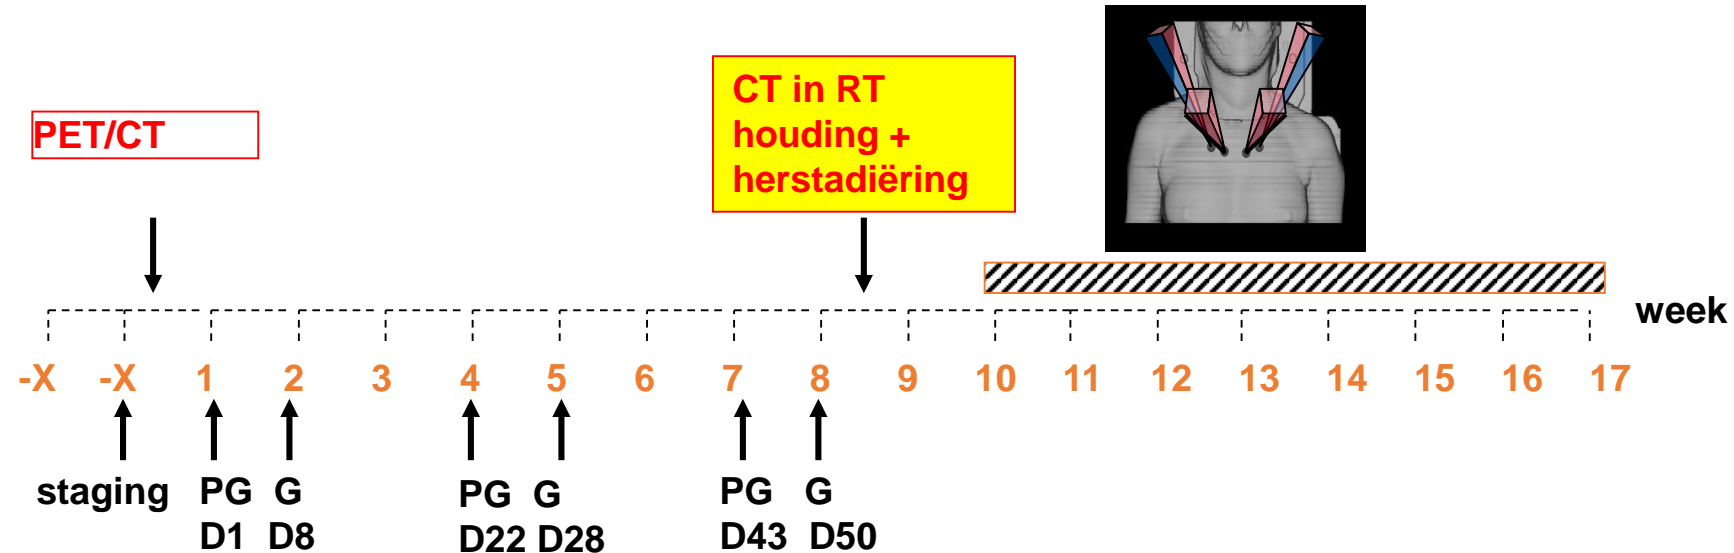 PET/CT
CT in RT
houding +
herstadiëring
week
-X -X 1 2 3 4 5 6 7 8 9 10 11 12 13 14 15 16 17
staging PG G PG G PG G
D1 D8 D22 D28 D43 D50